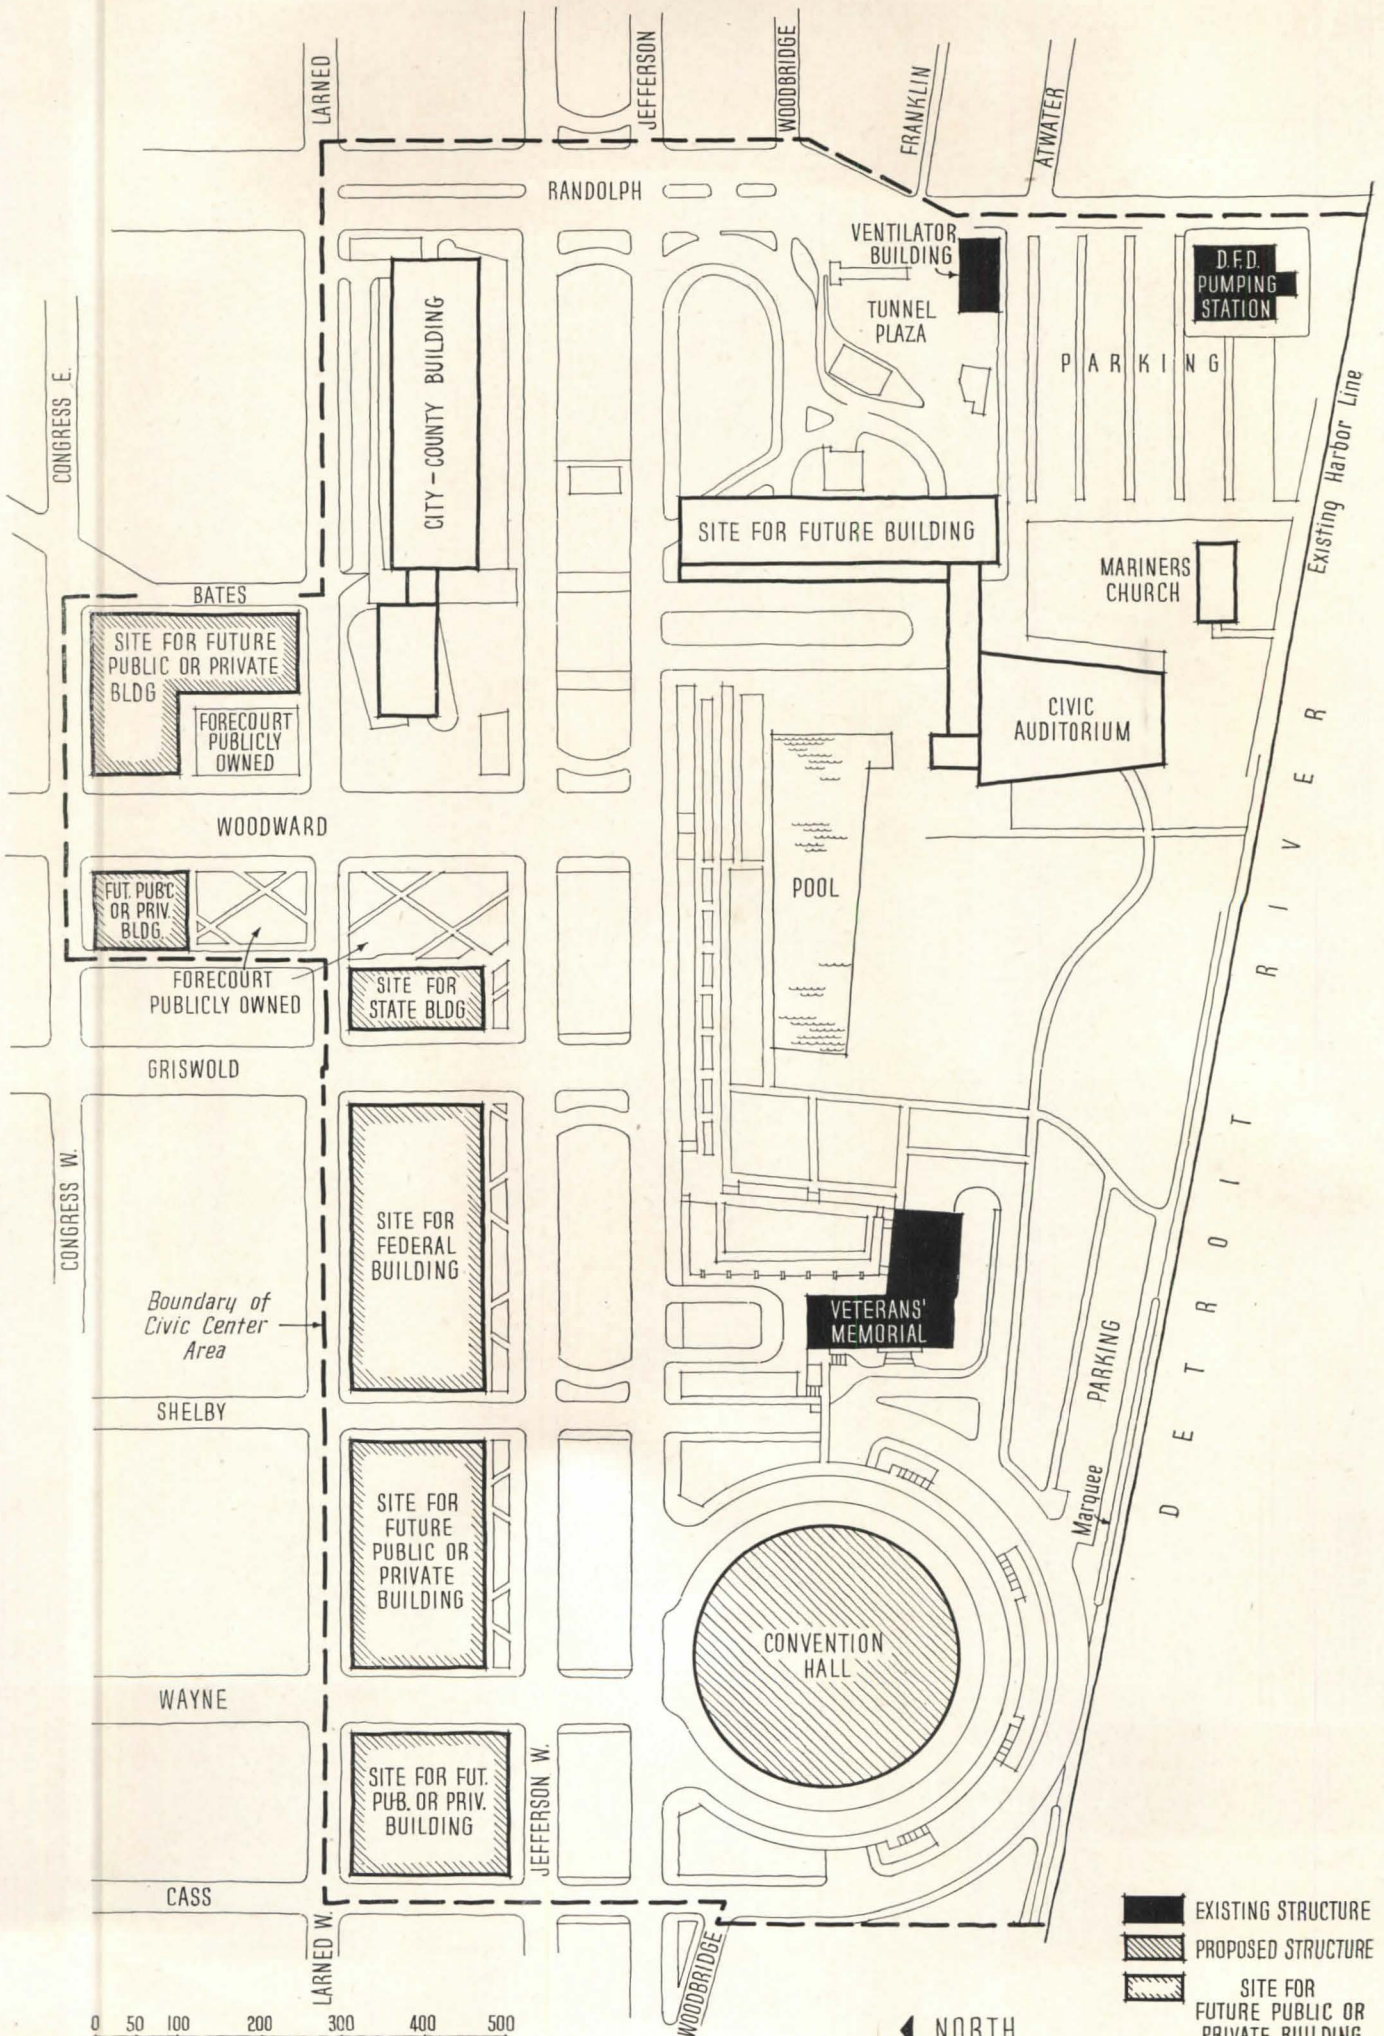 LARNED
JEFFERSON
WOODBRIDGE
FRANKLIN
ATWATER
RANDOLPH
VENTILATOR
BUILDING
D.F.D.
PUMPING
STATION
TUNNEL
PLAZA
PARKING
CITY-COUNTY BUILDING
CONGRESS E.
Existing Harbor Line
SITE FOR FUTURE BUILDING
MARINERS
CHURCH
BATES
SITE FOR FUTURE
PUBLIC OR PRIVATE
BLDG
FORECOURT
PUBLICLY
OWNED
CIVIC
AUDITORIUM
WOODWARD
POOL
FUT. PUBC
OR PRIV.
BLDG.
FORECOURT
PUBLICLY OWNED
SITE FOR
STATE BLDG
DETROIT RIVER
GRISWOLD
CONGRESS W.
SITE FOR
FEDERAL
BUILDING
Boundary of
Civic Center
Area
VETERANS'
MEMORIAL
PARKING
SHELBY
Marquee
SITE FOR
FUTURE
PUBLIC OR
PRIVATE
BUILDING
CONVENTION
HALL
WAYNE
SITE FOR FUT.
PUB. OR PRIV.
BUILDING
JEFFERSON W.
CASS
LARNED W.
WOODBRIDGE
EXISTING STRUCTURE
PROPOSED STRUCTURE
SITE FOR
FUTURE PUBLIC OR
PRIVATE BUILDING
0 50 100 200 300 400 500
NORTH